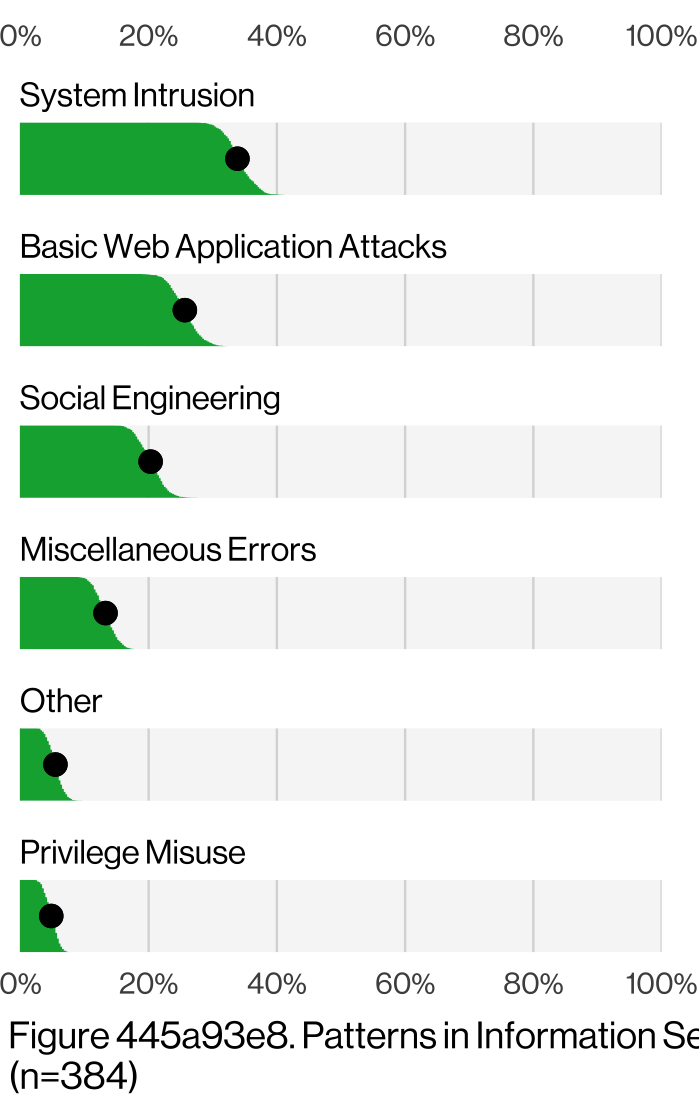 0% 20% 40% 60% 80% 100%
System Intrusion
Basic Web Application Attacks
Social Engineering
Miscellaneous Errors
Other
Privilege Misuse
0% 20% 40% 60% 80% 100%
Figure 445a93e8. Patterns in Information Se
(n=384)